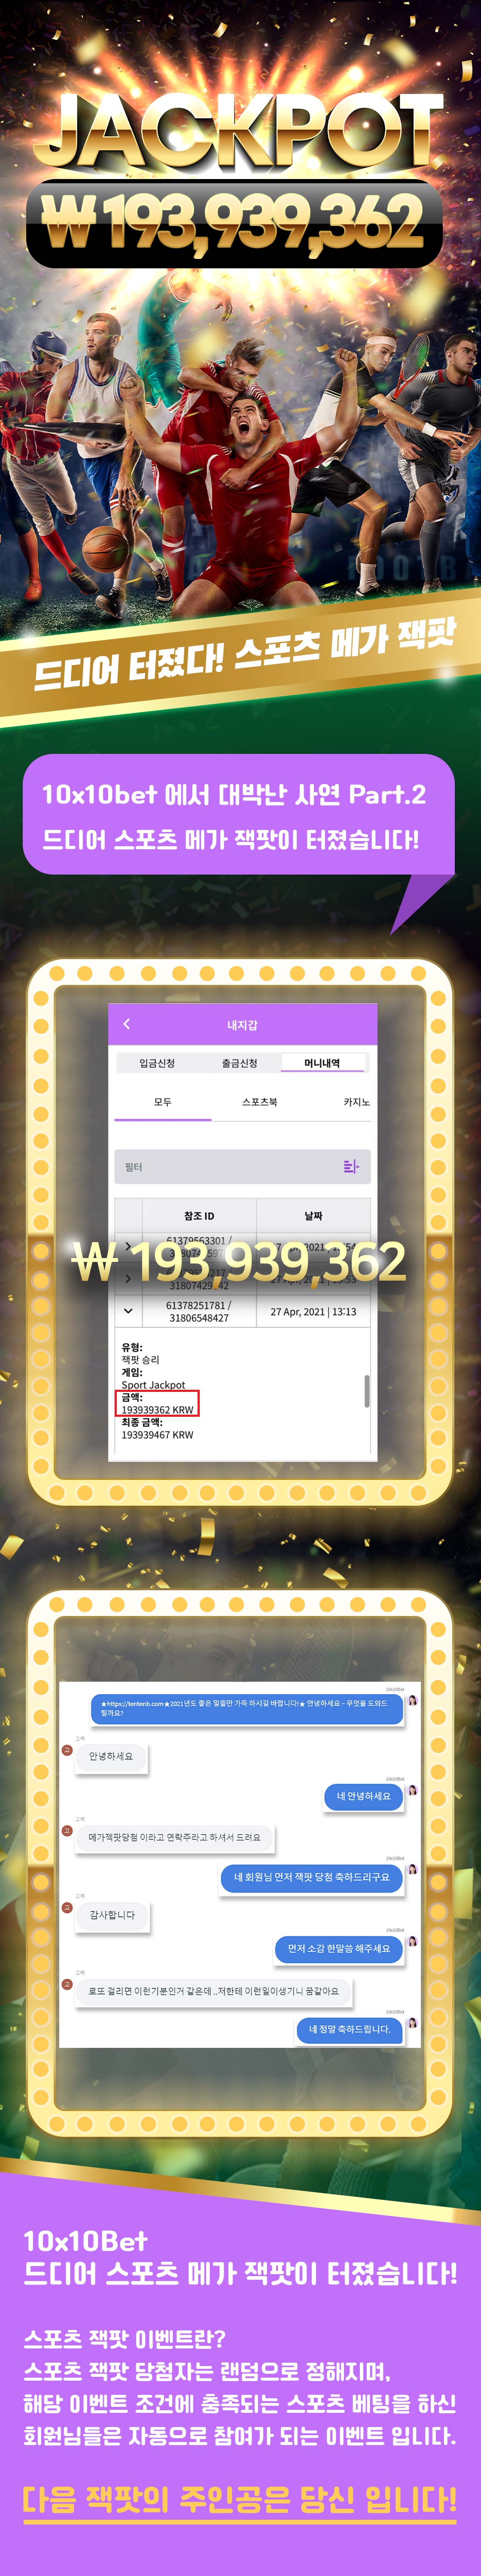 JACKPOT
₩193,939,362
드디어 터졌다! 스포츠 메가 잭팟
10x10bet 에서 대박난 사연 Part.2
드디어 스포츠 메가 잭팟이 터졌습니다!
내지갑
입금신청 출금신청 머니내역
모두 스포츠북 카지노
필터
참조 ID 날짜
61379563301 /
₩ 193,939,362
31807429
61378251781 /
31806548427
27 Apr, 2021 | 13:13
유형:
잭팟 승리
게임:
Sport Jackpot
금액:
193939362 KRW
최종 금액:
193939467 KRW
10x10Bet
★https://tentenb.com★2021년도 좋은 일들만 가득 하시길 바랍니다!★ 안녕하세요 - 무엇을 도와드
릴까요?
고객
고 안녕하세요
10x10Bet
네 안녕하세요
고객
고 메가잭팟당첨 이라고 연락주라고 하셔서 드려요
10x10Bet
네 회원님 먼저 잭팟 당첨 축하드리구요
고객
고 감사합니다
10x10Bet
먼저 소감 한말씀 해주세요
고객
고 로또 걸리면 이런기분인거 같은데 ..저한테 이런일이생기니 꿈같아요
10x10Bet
네 정말 축하드립니다.
10x10Bet
드디어 스포츠 메가 잭팟이 터졌습니다!
스포츠 잭팟 이벤트란?
스포츠 잭팟 당첨자는 랜덤으로 정해지며,
해당 이벤트 조건에 충족되는 스포츠 베팅을 하신
회원님들은 자동으로 참여가 되는 이벤트 입니다.
다음 잭팟의 주인공은 당신 입니다!